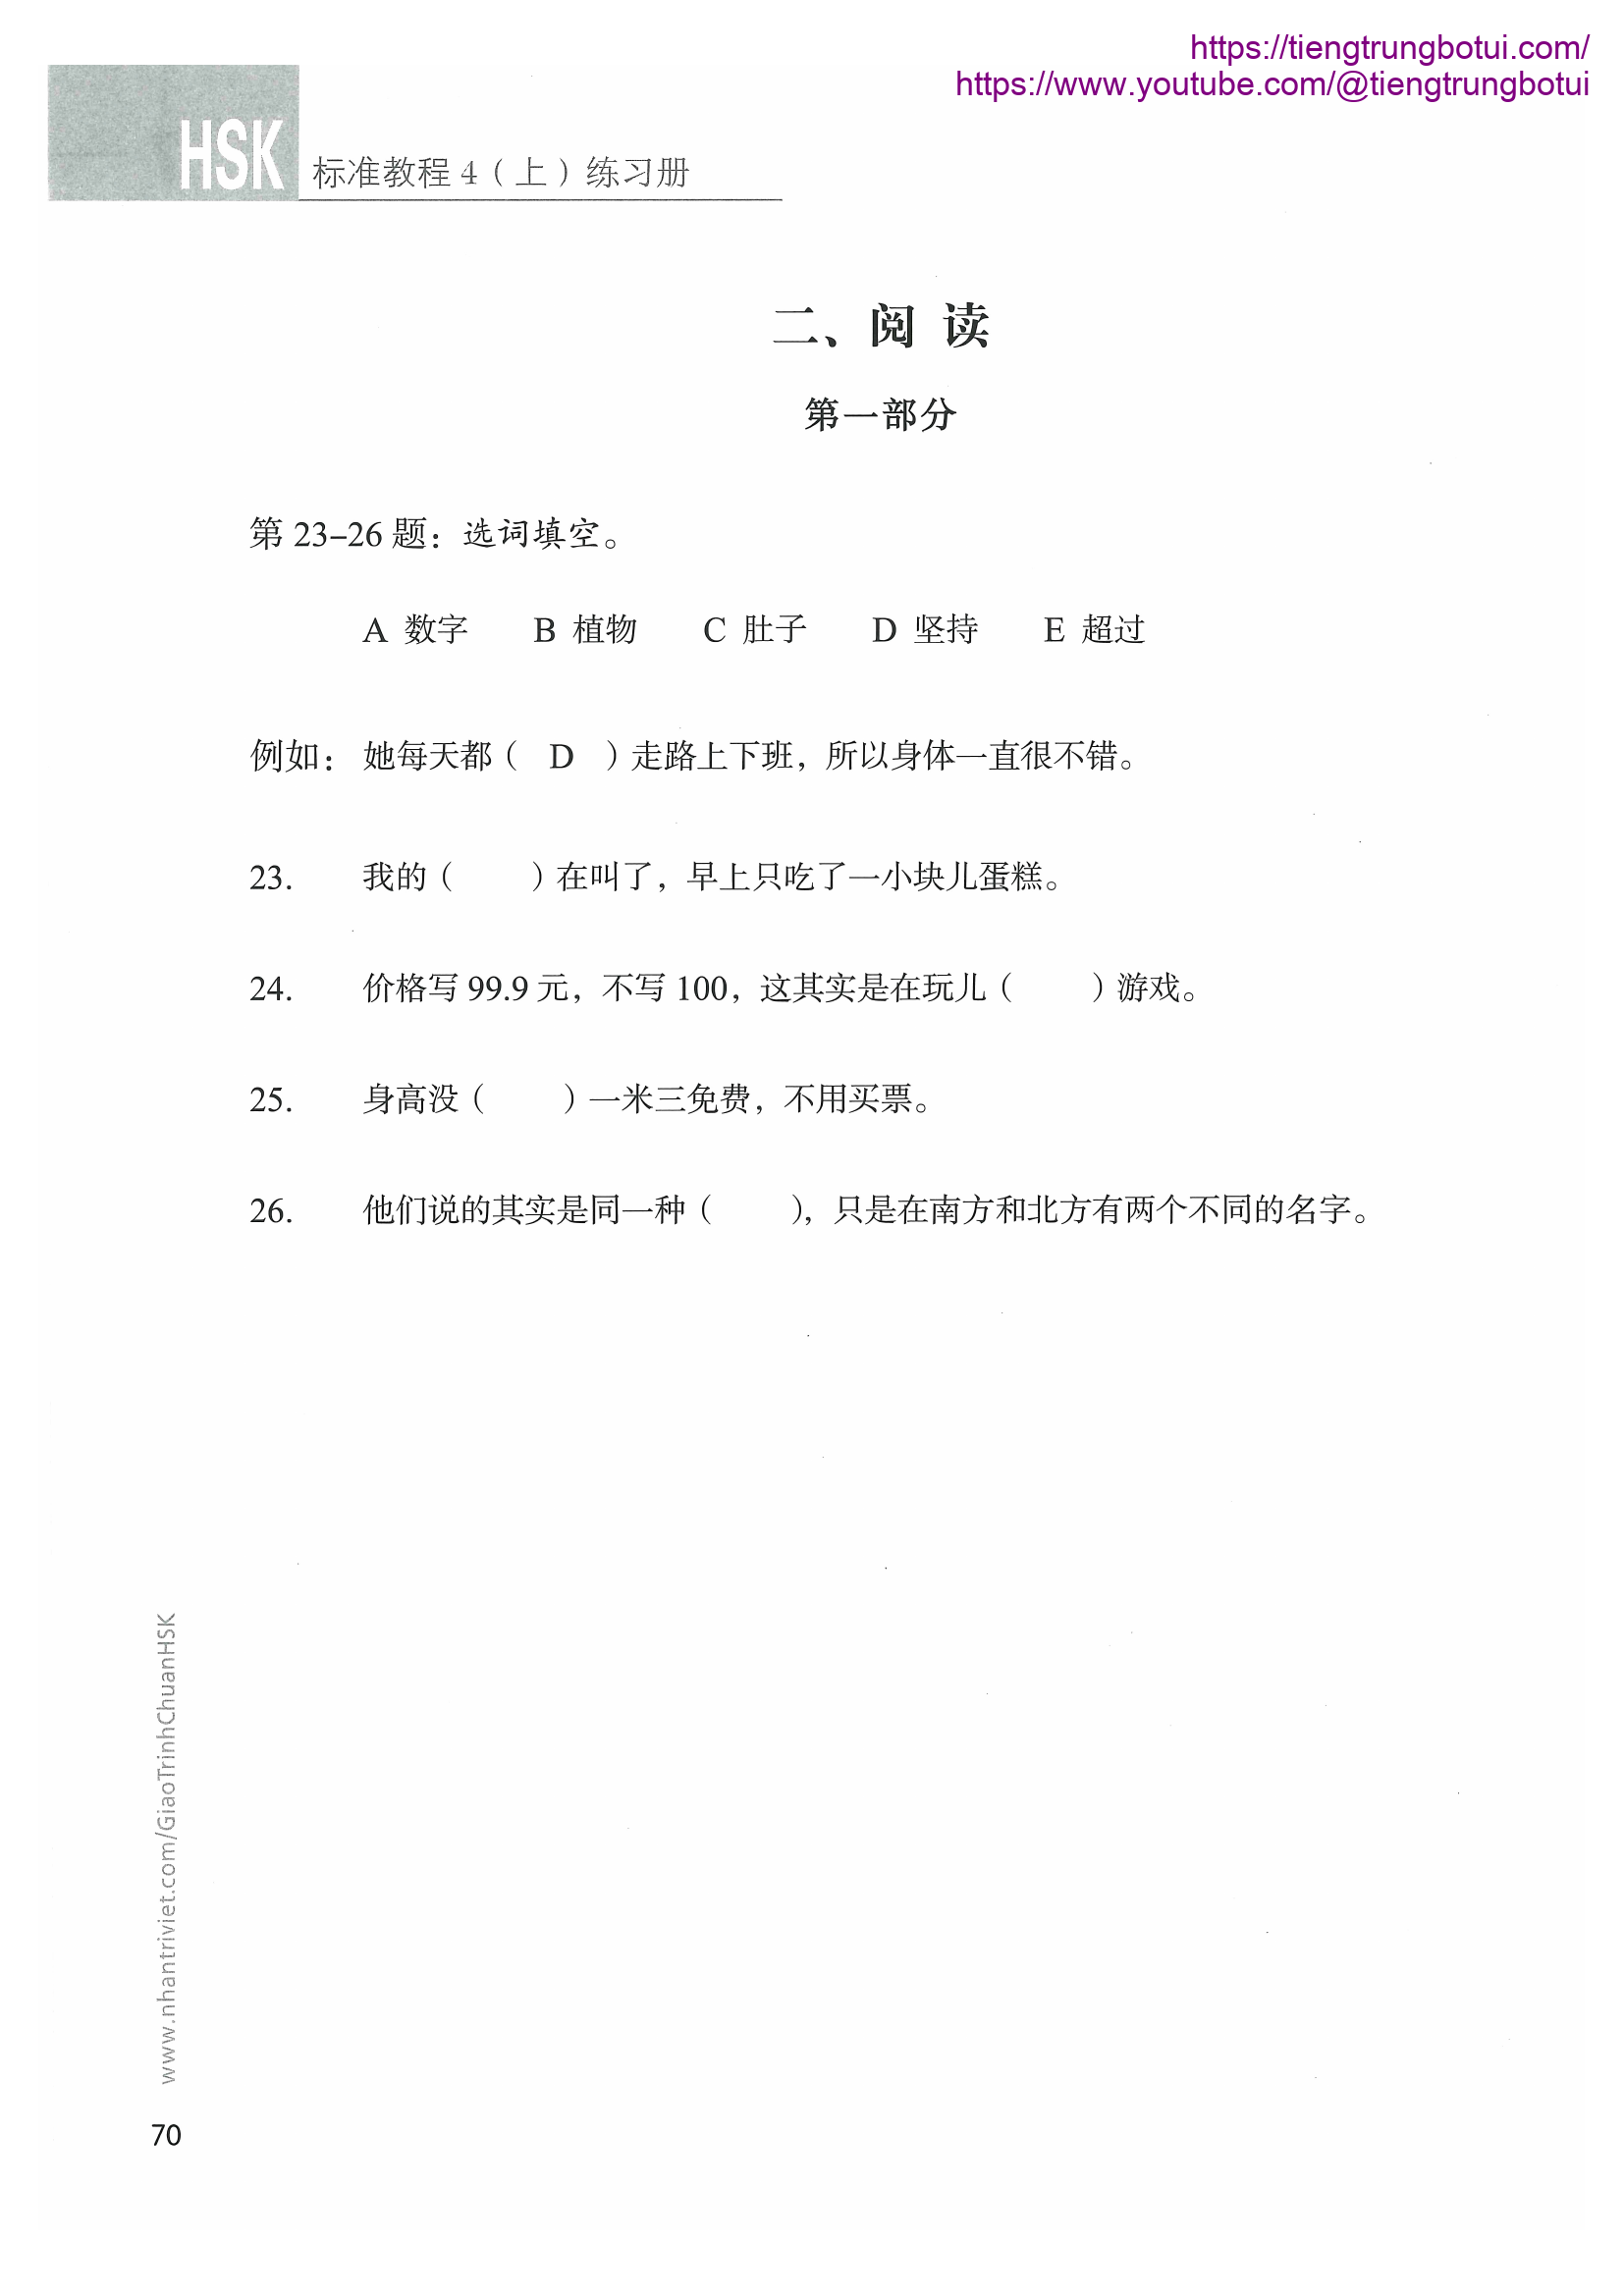 https://tiengtrungbotui.com/
https://www.youtube.com/@tiengtrungbotui
HSK 标准教程 4（上）练习册
二、阅 读
第一部分
第 23–26 题：选词填空。
A 数字 B 植物 C 肚子 D 坚持 E 超过
例如：她每天都（ D ）走路上下班，所以身体一直很不错。
23. 我的（ ）在叫了，早上只吃了一小块儿蛋糕。
24. 价格写 99.9 元，不写 100，这其实是在玩儿（ ）游戏。
25. 身高没（ ）一米三免费，不用买票。
26. 他们说的其实是同一种（ ），只是在南方和北方有两个不同的名字。
www.nhantriviet.com/GiaoTrinhChuanHSK
70